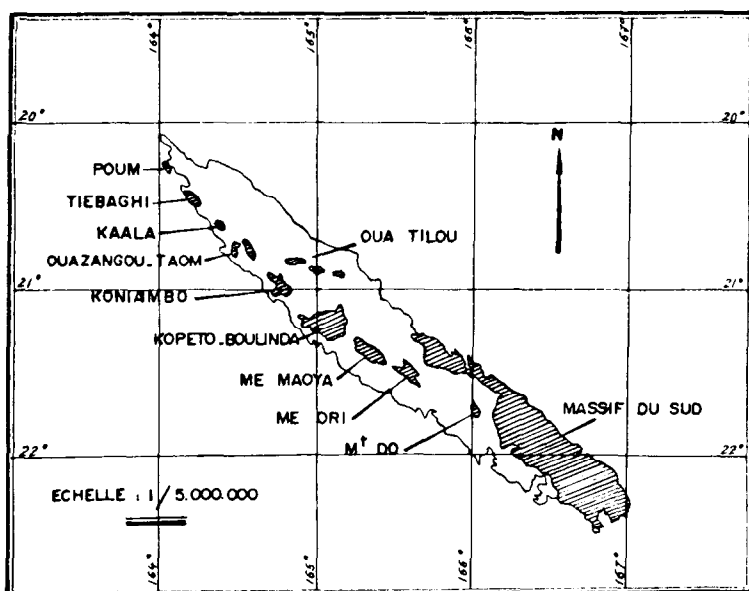 164°
165°
166°
167°
20°
20°
N
POUM
TIEBAGHI
KAALA
OUA TILOU
OUAZANGOU_TAOM
21°
21°
KONIAMBO
KOPETO_BOULINDA
ME MAOYA
ME ORI
MASSIF DU SUD
Mt DO
22°
22°
ECHELLE : 1 / 5.000.000
164°
165°
166°
167°